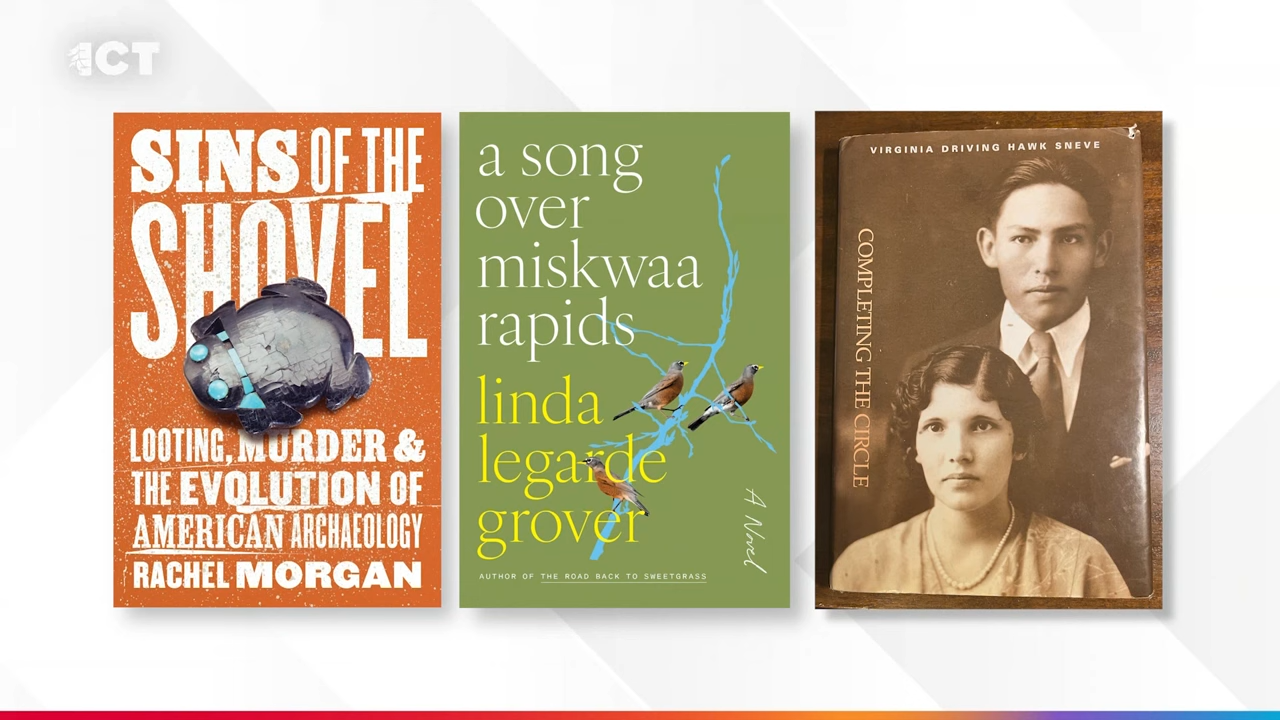 ICT
SINS OF THE
SHOVEL
LOOTING, MURDER &
THE EVOLUTION OF
AMERICAN ARCHAEOLOGY
RACHEL MORGAN
a song
over
miskwaa
rapids
linda
legarde
grover
A Novel
AUTHOR OF THE ROAD BACK TO SWEETGRASS
VIRGINIA DRIVING HAWK SNEVE
COMPLETING THE CIRCLE